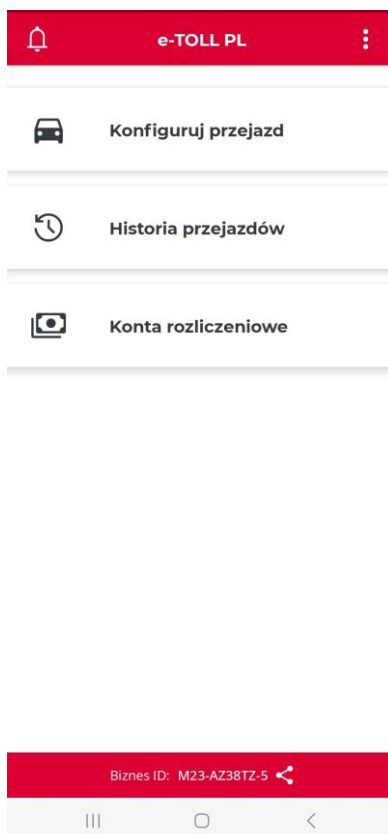 e-TOLL PL
Konfiguruj przejazd
Historia przejazdów
Konta rozliczeniowe
Biznes ID: M23-AZ38TZ-5